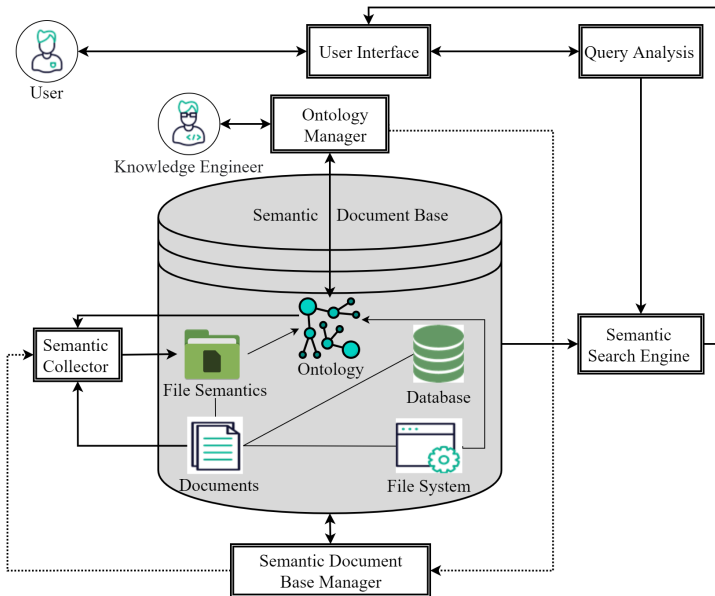 User Interface
Query Analysis
User
Ontology
Manager
Knowledge Engineer
Semantic Document Base
Semantic
Collector
File Semantics
Ontology
Database
Semantic
Search Engine
Documents
File System
Semantic Document
Base Manager